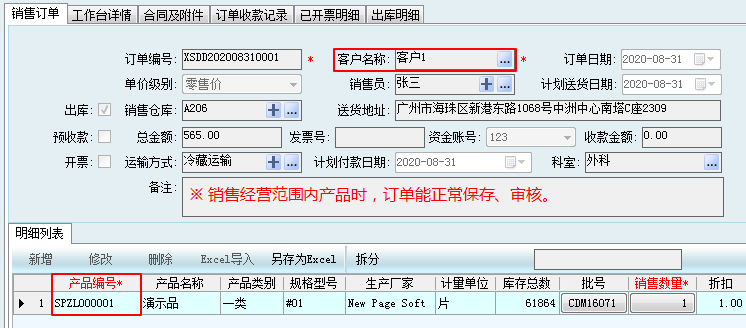 销售订单 工作台详情 合同及附件 订单收款记录 已开票明细 出库明细
订单编号: XSDD202008310001 * 客户名称: 客户1 ... * 订单日期: 2020-08-31
单价级别: 零售价 销售员: 张三 + ... 计划送货日期: 2020-08-31
出库: 销售仓库: A206 + ... 送货地址: 广州市海珠区新港东路1068号中洲中心南塔C座2309
预收款: 总金额: 565.00 发票号: 资金账号: 123 收款金额: 0.00
开票: 运输方式: 冷藏运输 + ... 计划付款日期: 2020-08-31 科室: 外科 ...
备注: ※ 销售经营范围内产品时，订单能正常保存、审核。
明细列表
新增 修改 删除 Excel导入 另存为Excel 拆分
产品编号* 产品名称 产品类别 规格型号 生产厂家 计量单位 库存总数 批号 销售数量* 折扣
1 SPZL000001 演示品 一类 #01 New Page Soft 片 61864 CDM16071 1 1.00